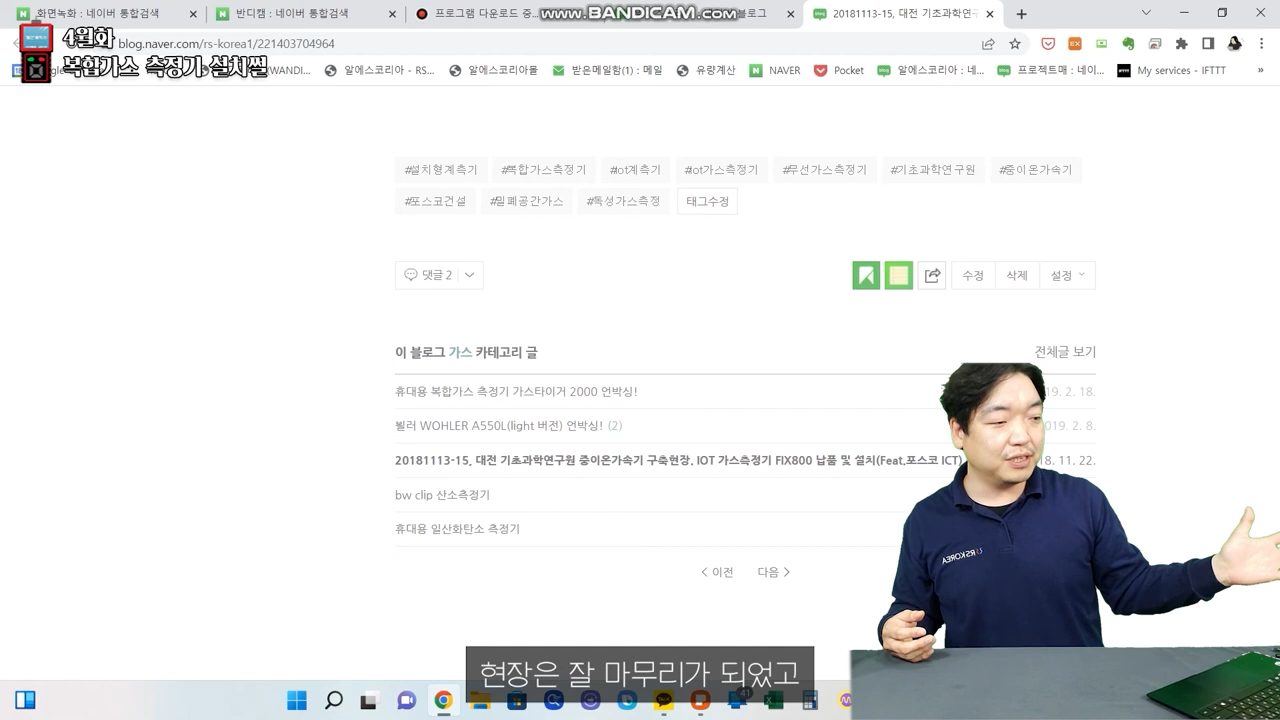 화면녹화 : 네이버 통합검색
반디캠 : 네이버 통합검색
www.BANDICAM.com
블로그
20181113-15, 대전 기초과학연구
4월화
복합가스 측정기 설치썰
blog.naver.com/rs-korea1/221403704964
알에스코리아 - R
스코리아몰
받은메일함(1) : 메일
유링
NAVER
Pocket
알에스코리아 : 네...
프로젝트매 : 네이...
My services - IFTTT
»
#설치형계측기 #복합가스측정기 #iot계측기 #iot가스측정기 #무선가스측정기 #기초과학연구원 #중이온가속기
#포스코건설 #밀폐공간가스 #독성가스측정 태그수정
댓글 2
수정 삭제 설정
이 블로그 가스 카테고리 글
전체글 보기
휴대용 복합가스 측정기 가스타이거 2000 언박싱!
19. 2. 18.
뷜러 WOHLER A550L(light 버전) 언박싱! (2)
019. 2. 8.
20181113-15, 대전 기초과학연구원 중이온가속기 구축현장. IOT 가스측정기 FIX800 납품 및 설치(Feat.포스코 ICT)
18. 11. 22.
bw clip 산소측정기
휴대용 일산화탄소 측정기
< 이전 다음 >
RSKOREA
현장은 잘 마무리가 되었고